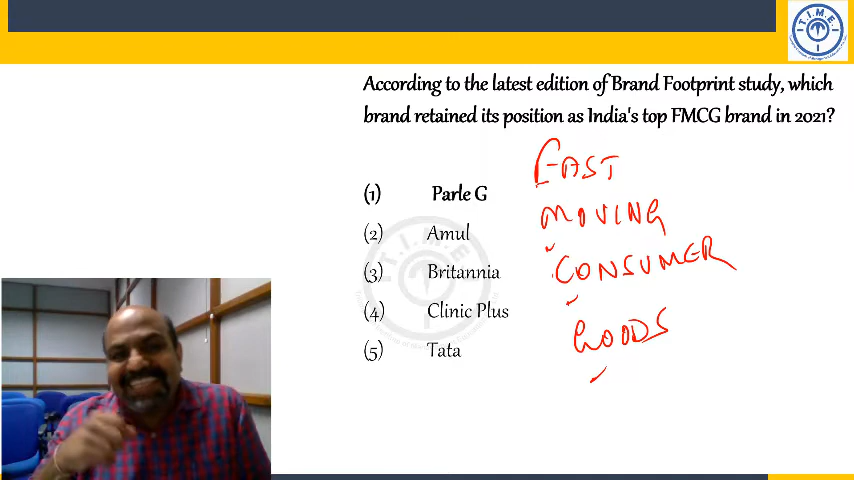 T.I.M.E.
According to the latest edition of Brand Footprint study, which
brand retained its position as India's top FMCG brand in 2021?
(1) Parle G
(2) Amul
(3) Britannia
(4) Clinic Plus
(5) Tata
FAST
MOVING
CONSUMER
GOODS
T.I.M.E.